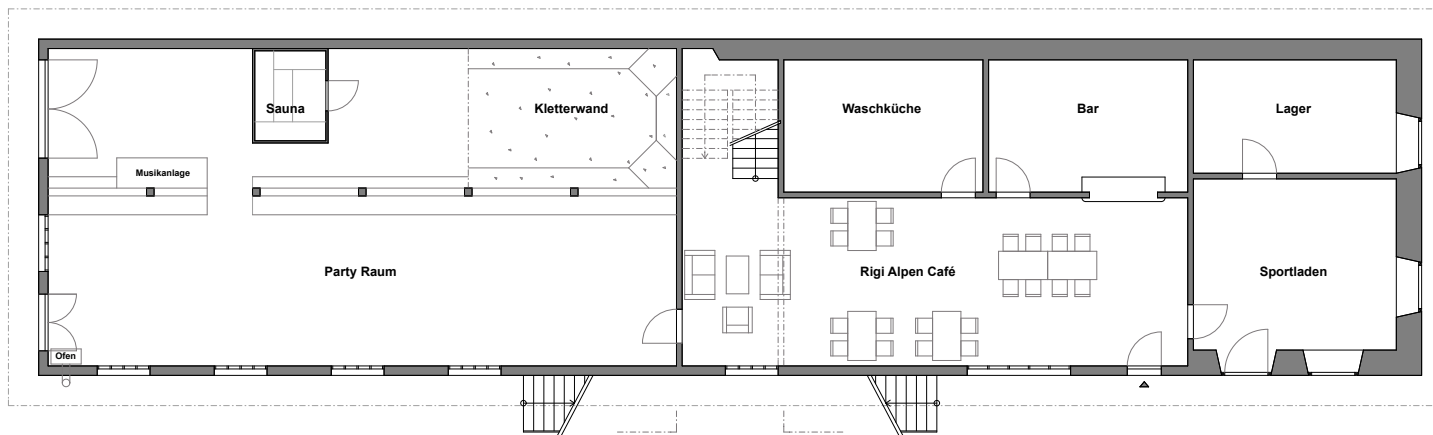 Sauna
Kletterwand
Waschküche
Bar
Lager
Musikanlage
Party Raum
Rigi Alpen Café
Sportladen
Ofen